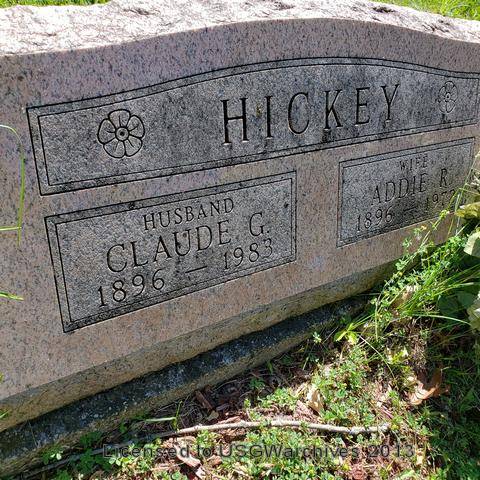 HICKEY
HUSBAND
CLAUDE G.
1896 — 1983
WIFE
ADDIE R.
1896 —
Licensed to USGWarchives 2013